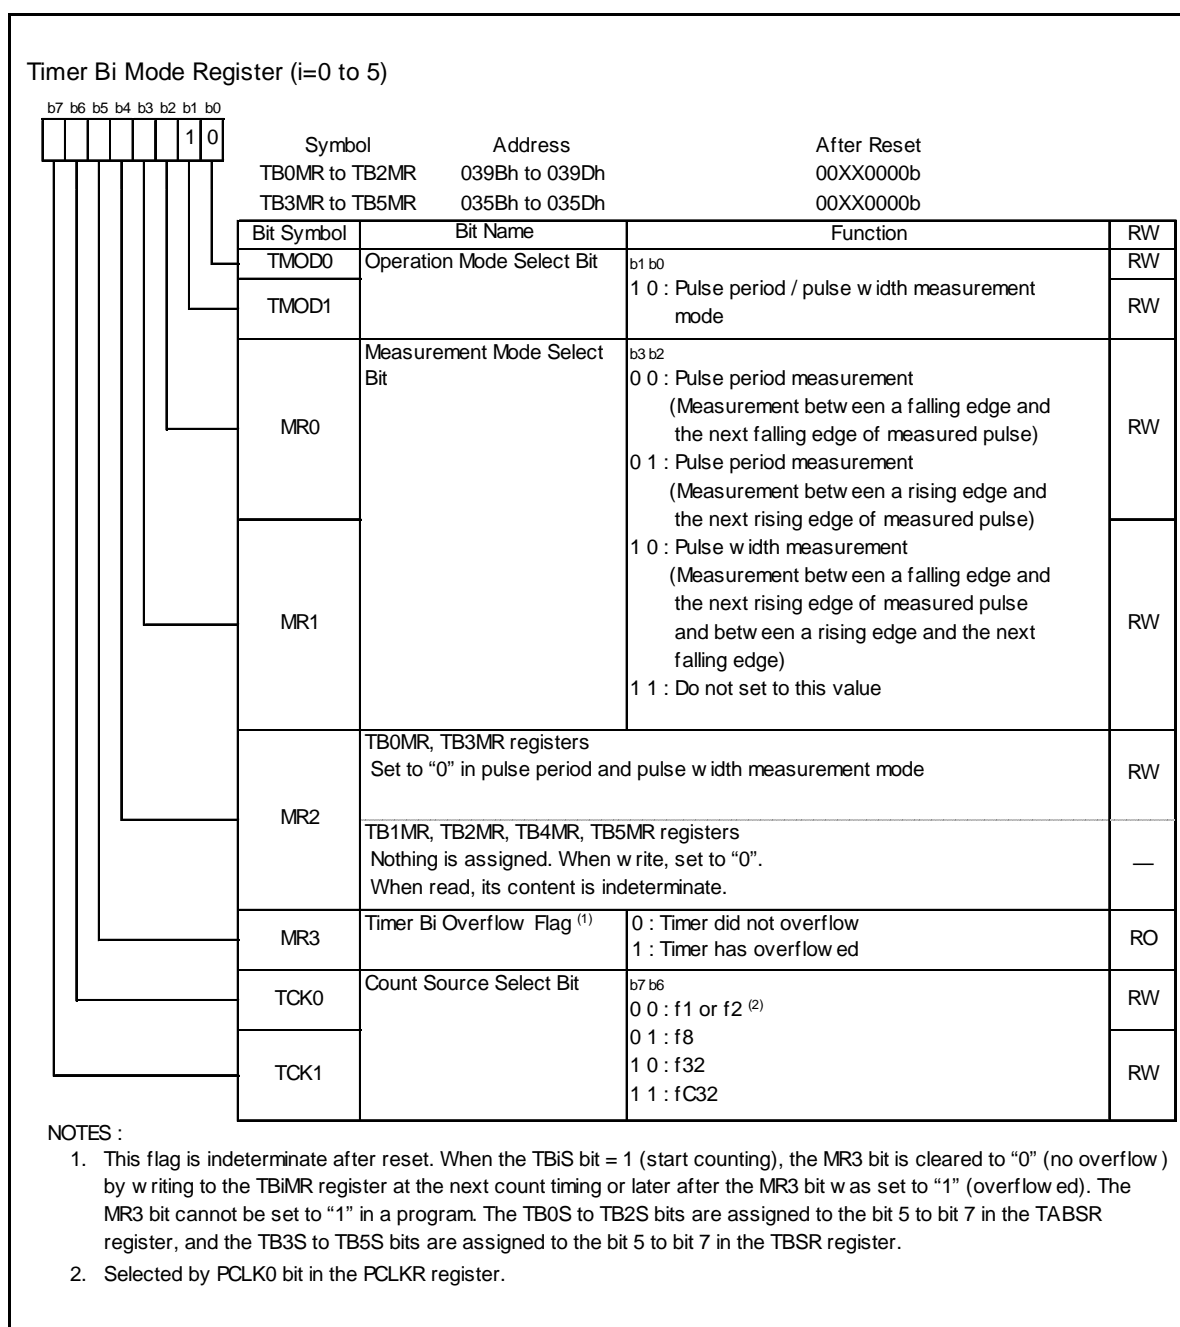 Timer Bi Mode Register (i=0 to 5)
b7 b6 b5 b4 b3 b2 b1 b0
1 0
Symbol Address After Reset
TB0MR to TB2MR 039Bh to 039Dh 00XX0000b
TB3MR to TB5MR 035Bh to 035Dh 00XX0000b
Bit Symbol Bit Name Function RW
TMOD0 Operation Mode Select Bit b1 b0 RW
TMOD1 1 0 : Pulse period / pulse width measurement RW
mode
Measurement Mode Select b3 b2
Bit 0 0 : Pulse period measurement
(Measurement between a falling edge and
MR0 the next falling edge of measured pulse) RW
0 1 : Pulse period measurement
(Measurement between a rising edge and
the next rising edge of measured pulse)
1 0 : Pulse width measurement
(Measurement between a falling edge and
the next rising edge of measured pulse
MR1 and between a rising edge and the next RW
falling edge)
1 1 : Do not set to this value
TB0MR, TB3MR registers
Set to “0” in pulse period and pulse width measurement mode RW
MR2
TB1MR, TB2MR, TB4MR, TB5MR registers
Nothing is assigned. When write, set to “0”. —
When read, its content is indeterminate.
MR3 Timer Bi Overflow Flag (1) 0 : Timer did not overflow RO
1 : Timer has overflowed
TCK0 Count Source Select Bit b7 b6 RW
0 0 : f1 or f2 (2)
0 1 : f8
TCK1 1 0 : f32 RW
1 1 : fC32
NOTES :
1. This flag is indeterminate after reset. When the TBiS bit = 1 (start counting), the MR3 bit is cleared to “0” (no overflow)
by writing to the TBiMR register at the next count timing or later after the MR3 bit was set to “1” (overflowed). The
MR3 bit cannot be set to “1” in a program. The TB0S to TB2S bits are assigned to the bit 5 to bit 7 in the TABSR
register, and the TB3S to TB5S bits are assigned to the bit 5 to bit 7 in the TBSR register.
2. Selected by PCLK0 bit in the PCLKR register.